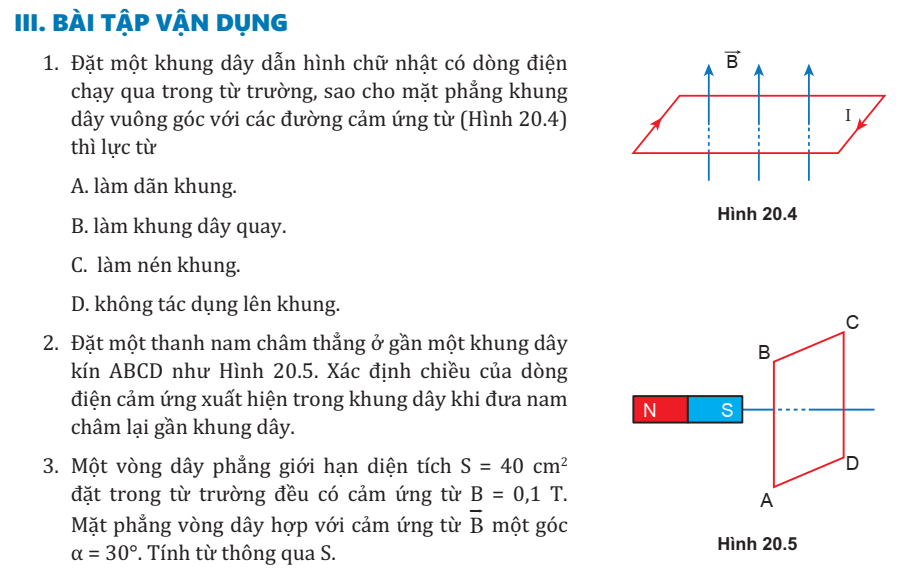 III. BÀI TẬP VẬN DỤNG
1. Đặt một khung dây dẫn hình chữ nhật có dòng điện
chạy qua trong từ trường, sao cho mặt phẳng khung
dây vuông góc với các đường cảm ứng từ (Hình 20.4)
thì lực từ
A. làm dãn khung.
B. làm khung dây quay.
C. làm nén khung.
D. không tác dụng lên khung.
B
I
Hình 20.4
2. Đặt một thanh nam châm thẳng ở gần một khung dây
kín ABCD như Hình 20.5. Xác định chiều của dòng
điện cảm ứng xuất hiện trong khung dây khi đưa nam
châm lại gần khung dây.
3. Một vòng dây phẳng giới hạn diện tích S = 40 cm²
đặt trong từ trường đều có cảm ứng từ B = 0,1 T.
Mặt phẳng vòng dây hợp với cảm ứng từ B⃗ một góc
α = 30°. Tính từ thông qua S.
C
B
N S
D
A
Hình 20.5